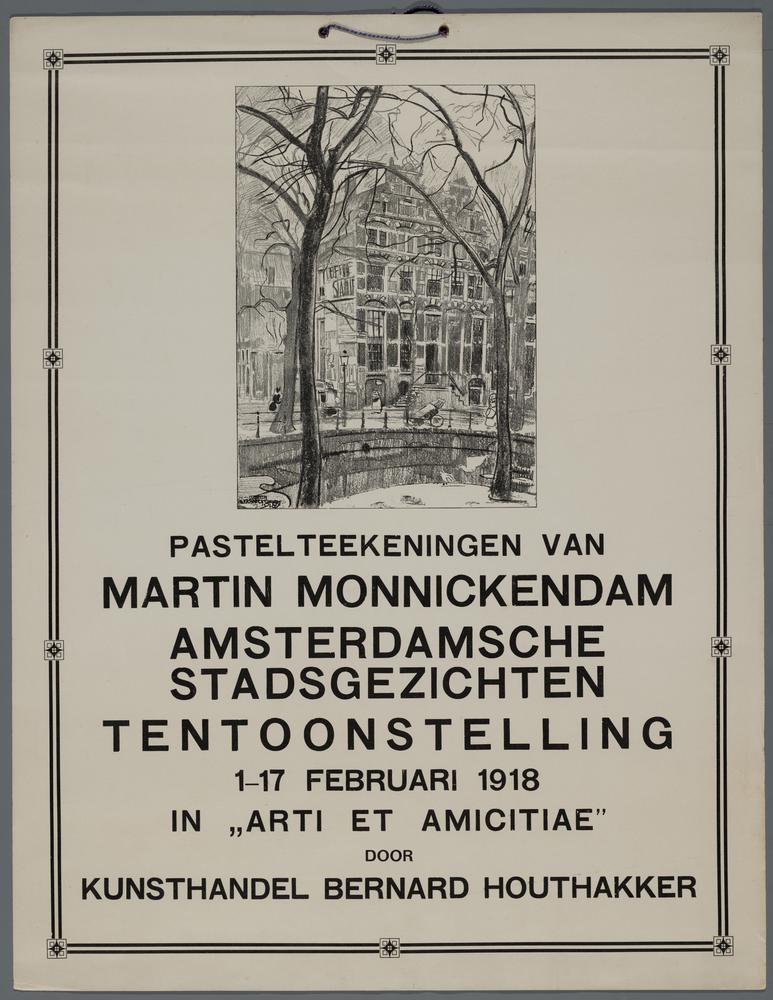 PASTELTEEKENINGEN VAN
MARTIN MONNICKENDAM
AMSTERDAMSCHE
STADSGEZICHTEN
TENTOONSTELLING
1–17 FEBRUARI 1918
IN „ARTI ET AMICITIAE”
DOOR
KUNSTHANDEL BERNARD HOUTHAKKER